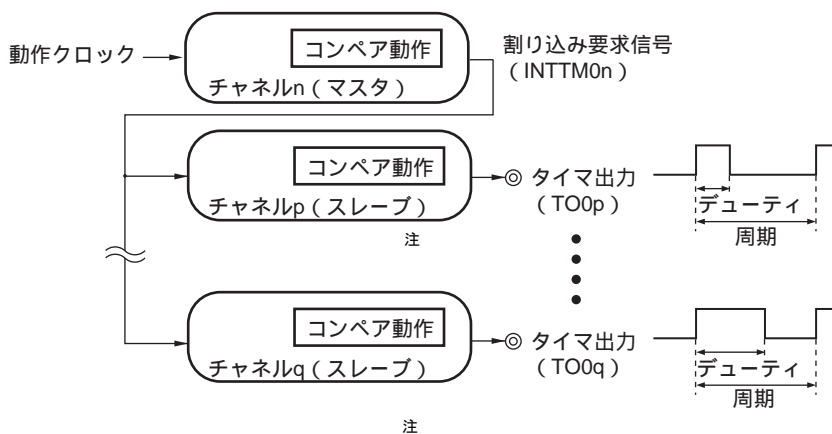 動作クロック
コンペア動作
チャネルn（マスタ）
割り込み要求信号
（INTTM0n）
コンペア動作
チャネルp（スレーブ）
注
タイマ出力
（TO0p）
デューティ
周期
コンペア動作
チャネルq（スレーブ）
注
タイマ出力
（TO0q）
デューティ
周期